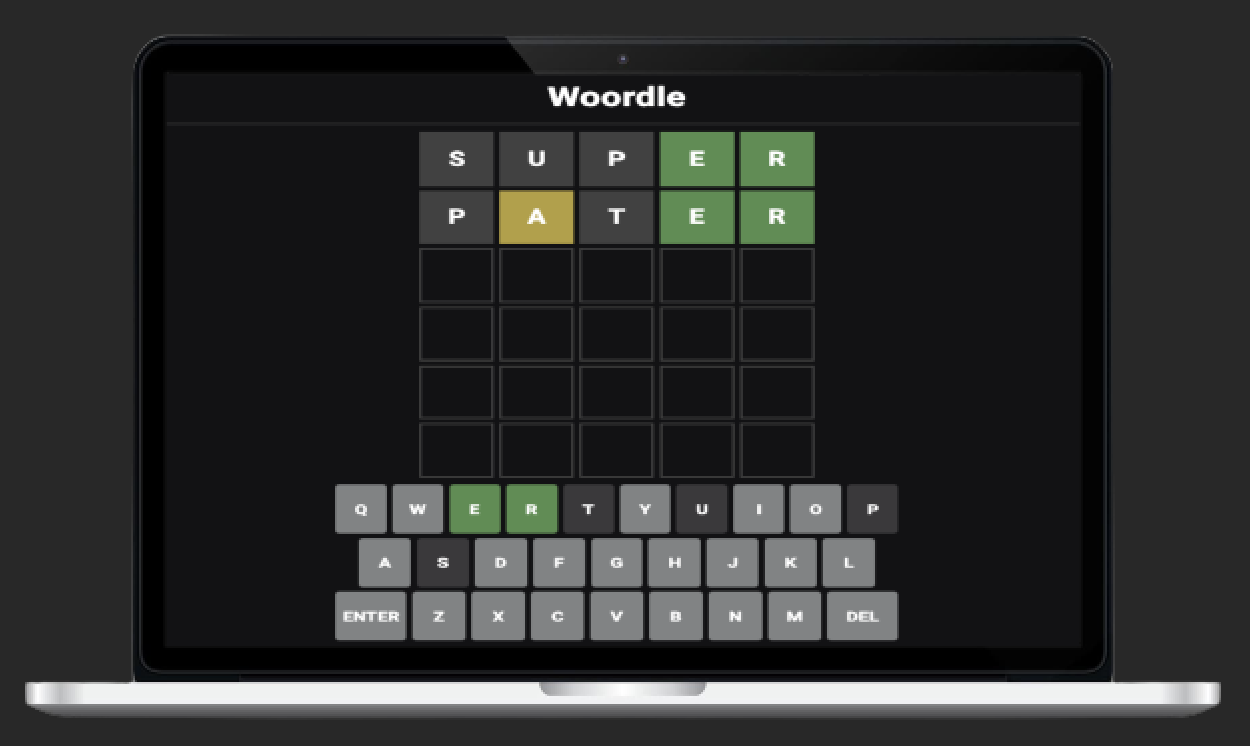 Woordle
S U P E R
P A T E R
Q W E R T Y U I O P
A S D F G H J K L
ENTER Z X C V B N M DEL